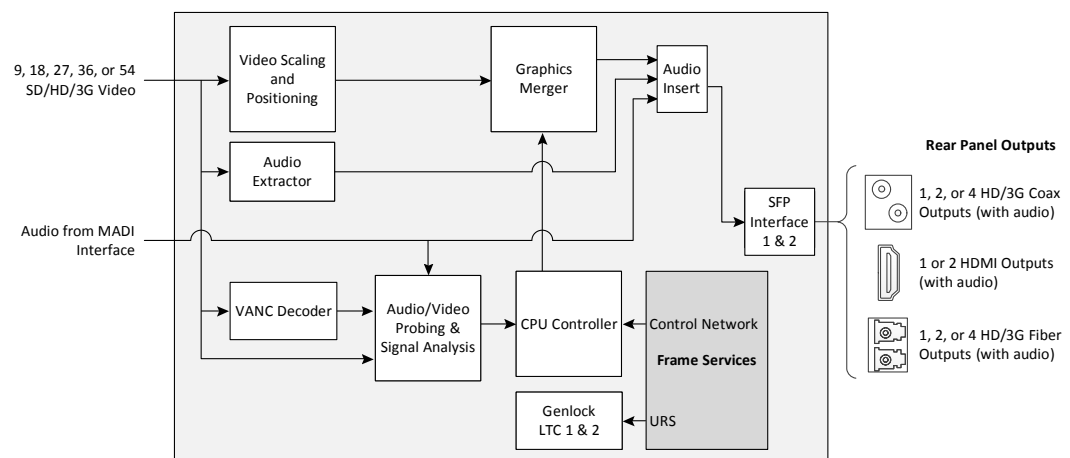 9, 18, 27, 36, or 54
SD/HD/3G Video
Video Scaling
and
Positioning
Graphics
Merger
Audio
Insert
Audio
Extractor
Rear Panel Outputs
1, 2, or 4 HD/3G Coax
Outputs (with audio)
SFP
Interface
1 & 2
Audio from MADI
Interface
1 or 2 HDMI Outputs
(with audio)
VANC Decoder
Audio/Video
Probing &
Signal Analysis
CPU Controller
Control Network
Frame Services
1, 2, or 4 HD/3G Fiber
Outputs (with audio)
Genlock
LTC 1 & 2
URS